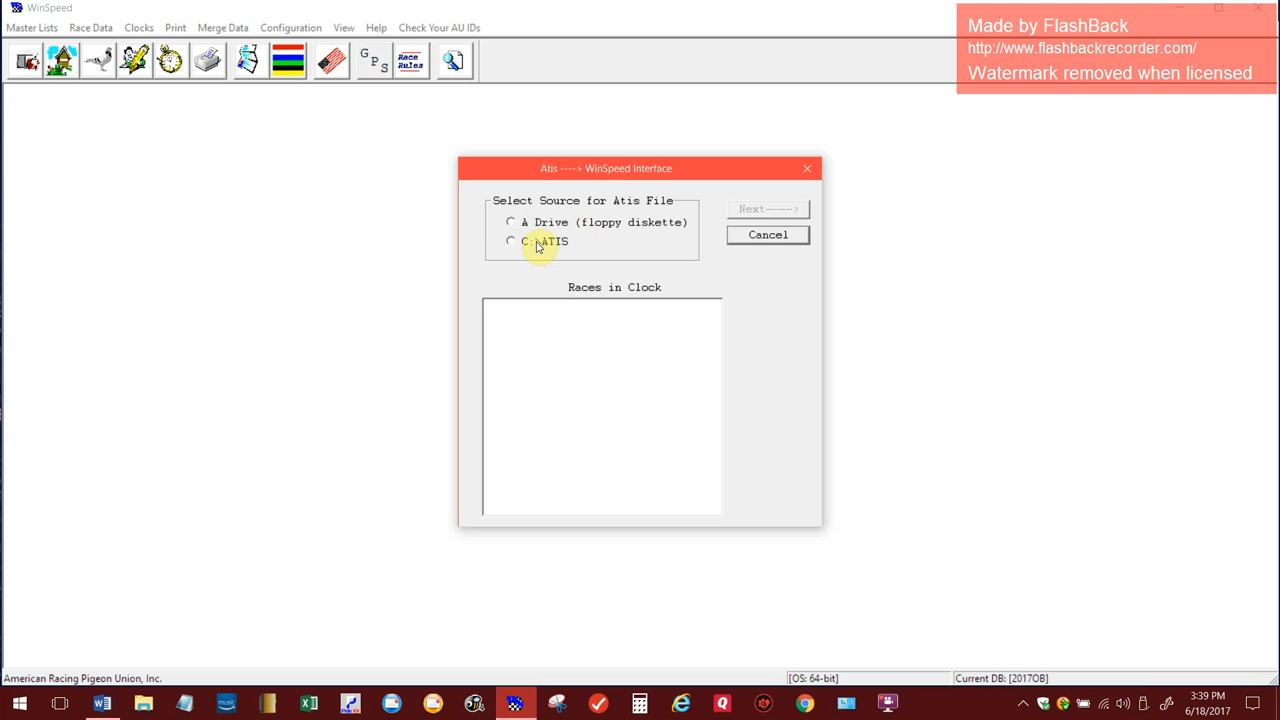 WinSpeed
Made by FlashBack
http://www.flashbackrecorder.com/
Watermark removed when licensed
Master Lists Race Data Clocks Print Merge Data Configuration View Help Check Your AU IDs
G P S
Race Rules
Atis ----> WinSpeed Interface
Select Source for Atis File
A Drive (floppy diskette)
Next---->
C:\ATIS
Cancel
Races in Clock
American Racing Pigeon Union, Inc.
[OS: 64-bit]
Current DB: [2017OB]
music
3:39 PM
6/18/2017